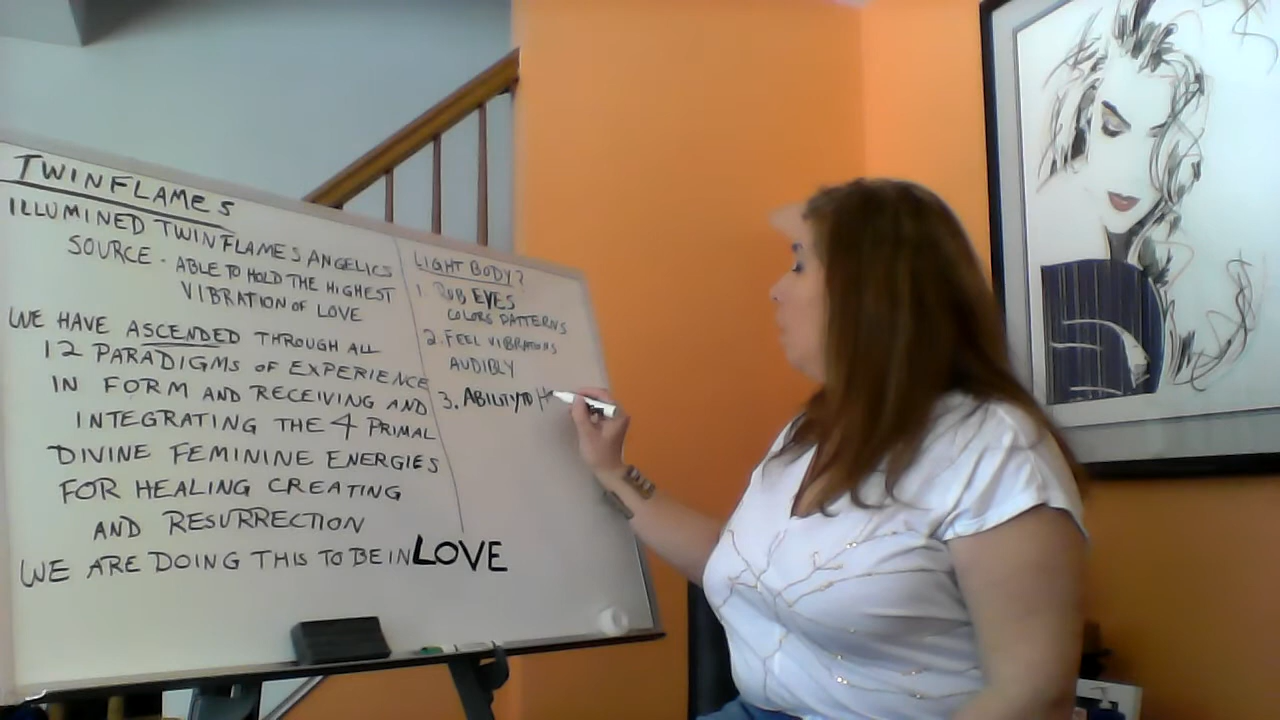 TWINFLAMES
ILLUMINED TWINFLAMES ANGELICS
SOURCE. ABLE TO HOLD THE HIGHEST
VIBRATION OF LOVE
WE HAVE ASCENDED THROUGH ALL
12 PARADIGMS OF EXPERIENCE
IN FORM AND RECEIVING AND
INTEGRATING THE 4 PRIMAL
DIVINE FEMININE ENERGIES
FOR HEALING CREATING
AND RESURRECTION
WE ARE DOING THIS TO BE IN LOVE
LIGHT BODY?
1. RUB EYES
COLORS PATTERNS
2. FEEL VIBRATIONS
AUDIBLY
3. ABILITY TO H